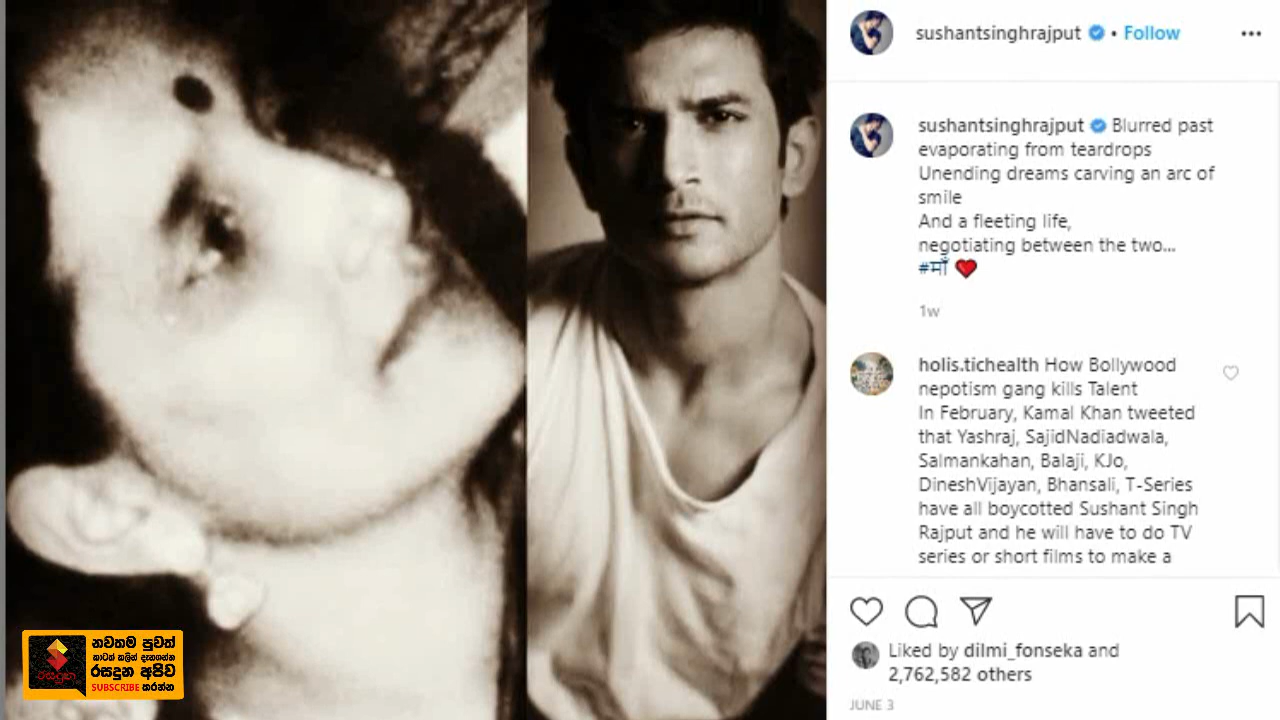 sushantsinghrajput • Follow
sushantsinghrajput Blurred past
evaporating from teardrops
Unending dreams carving an arc of
smile
And a fleeting life,
negotiating between the two...
#माँ ❤️
1w
holis.tichealth How Bollywood
nepotism gang kills Talent
In February, Kamal Khan tweeted
that Yashraj, SajidNadiadwala,
Salmankahan, Balaji, KJo,
DineshVijayan, Bhansali, T-Series
have all boycotted Sushant Singh
Rajput and he will have to do TV
series or short films to make a
Liked by dilmi_fonseka and
2,762,582 others
JUNE 3
නවතම පුවත්
කාටත් කලින් දැනගන්න
රසදුන අපිව
SUBSCRIBE කරන්න
රසදුන